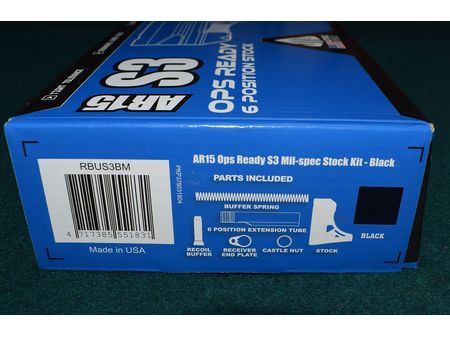 AR15
S3
OPS READY
6 POSITION STOCK
AR15 Ops Ready S3 Mil-spec Stock Kit - Black
PARTS INCLUDED
BUFFER SPRING
6 POSITION EXTENSION TUBE
RECOIL BUFFER
RECEIVER END PLATE
CASTLE NUT
STOCK
BLACK
RBUS3BM
4 717385 551831
Made in USA